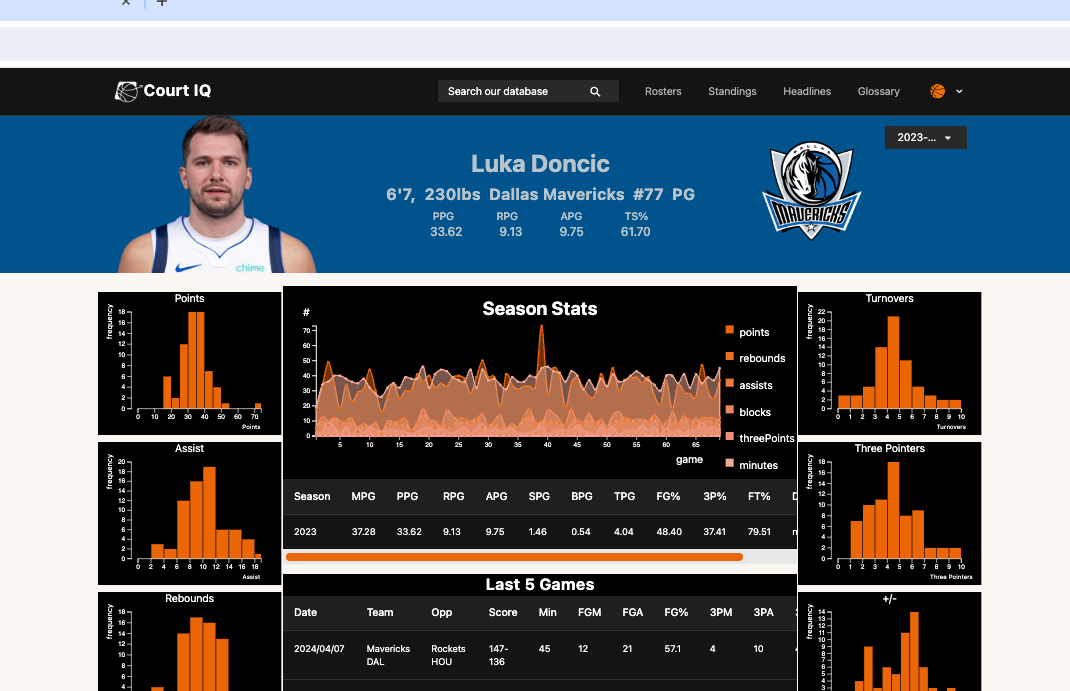 Court IQ
Search our database
Rosters
Standings
Headlines
Glossary
2023-...
Luka Doncic
6'7, 230lbs Dallas Mavericks #77 PG
PPG RPG APG TS%
33.62 9.13 9.75 61.70
DALLAS
MAVERICKS
chime
Points
frequency
18
16
14
12
10
8
6
4
2
0
0 10 20 30 40 50 60 70
Points
Assist
frequency
20
18
16
14
12
10
8
6
4
2
0
0 2 4 6 8 10 12 14 16 18
Assist
Rebounds
frequency
18
16
14
12
10
8
6
4
Season Stats
#
70
60
50
40
30
20
10
0
5 10 15 20 25 30 35 40 45 50 55 60 65
game
points
rebounds
assists
blocks
threePoints
minutes
Season MPG PPG RPG APG SPG BPG TPG FG% 3P% FT%
2023 37.28 33.62 9.13 9.75 1.46 0.54 4.04 48.40 37.41 79.51
Last 5 Games
Date Team Opp Score Min FGM FGA FG% 3PM 3PA
2024/04/07 Mavericks Rockets 147- 45 12 21 57.1 4 10
DAL HOU 136
Turnovers
frequency
22
20
18
16
14
12
10
8
6
4
2
0
0 1 2 3 4 5 6 7 8 9 10
Turnovers
Three Pointers
frequency
18
16
14
12
10
8
6
4
2
0
0 1 2 3 4 5 6 7 8 9 10
Three Pointers
+/-
frequency
14
13
11
10
9
8
6
5
4
3